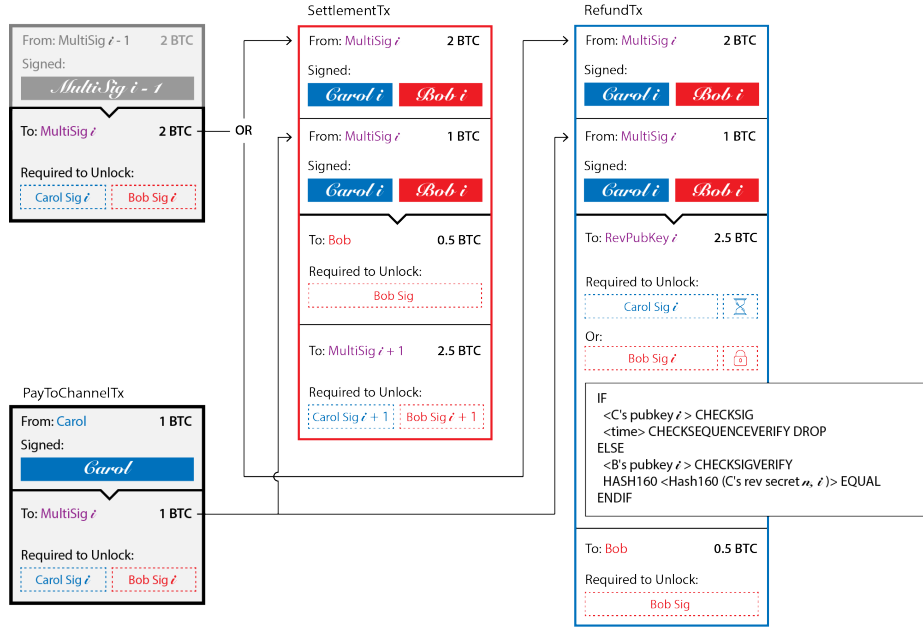 From: MultiSig i - 1 2 BTC
Signed:
MultiSig i - 1
To: MultiSig i 2 BTC
Required to Unlock:
Carol Sig i Bob Sig i
OR
PayToChannelTx
From: Carol 1 BTC
Signed:
Carol
To: MultiSig i 1 BTC
Required to Unlock:
Carol Sig i Bob Sig i
SettlementTx
From: MultiSig i 2 BTC
Signed:
Carol i Bob i
From: MultiSig i 1 BTC
Signed:
Carol i Bob i
To: Bob 0.5 BTC
Required to Unlock:
Bob Sig
To: MultiSig i + 1 2.5 BTC
Required to Unlock:
Carol Sig i + 1 Bob Sig i + 1
RefundTx
From: MultiSig i 2 BTC
Signed:
Carol i Bob i
From: MultiSig i 1 BTC
Signed:
Carol i Bob i
To: RevPubKey i 2.5 BTC
Required to Unlock:
Carol Sig i
Or:
Bob Sig i
IF
<C's pubkey i > CHECKSIG
<time> CHECKSEQUENCEVERIFY DROP
ELSE
<B's pubkey i > CHECKSIGVERIFY
HASH160 <Hash160 (C's rev secret n, i )> EQUAL
ENDIF
To: Bob 0.5 BTC
Required to Unlock:
Bob Sig